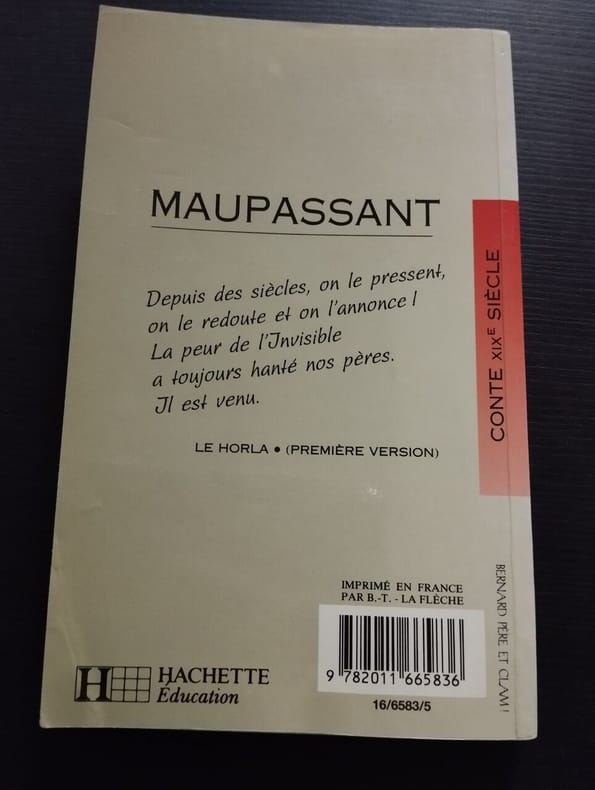 MAUPASSANT
Depuis des siècles, on le pressent,
on le redoute et on l'annonce !
La peur de l'Invisible
a toujours hanté nos pères.
Il est venu.
LE HORLA • (PREMIÈRE VERSION)
CONTE XIXE SIÈCLE
BERNARD PÈRE ET CLAM !
IMPRIMÉ EN FRANCE
PAR B.-T. - LA FLÈCHE
9 782011 665836
16/6583/5
H HACHETTE
Éducation